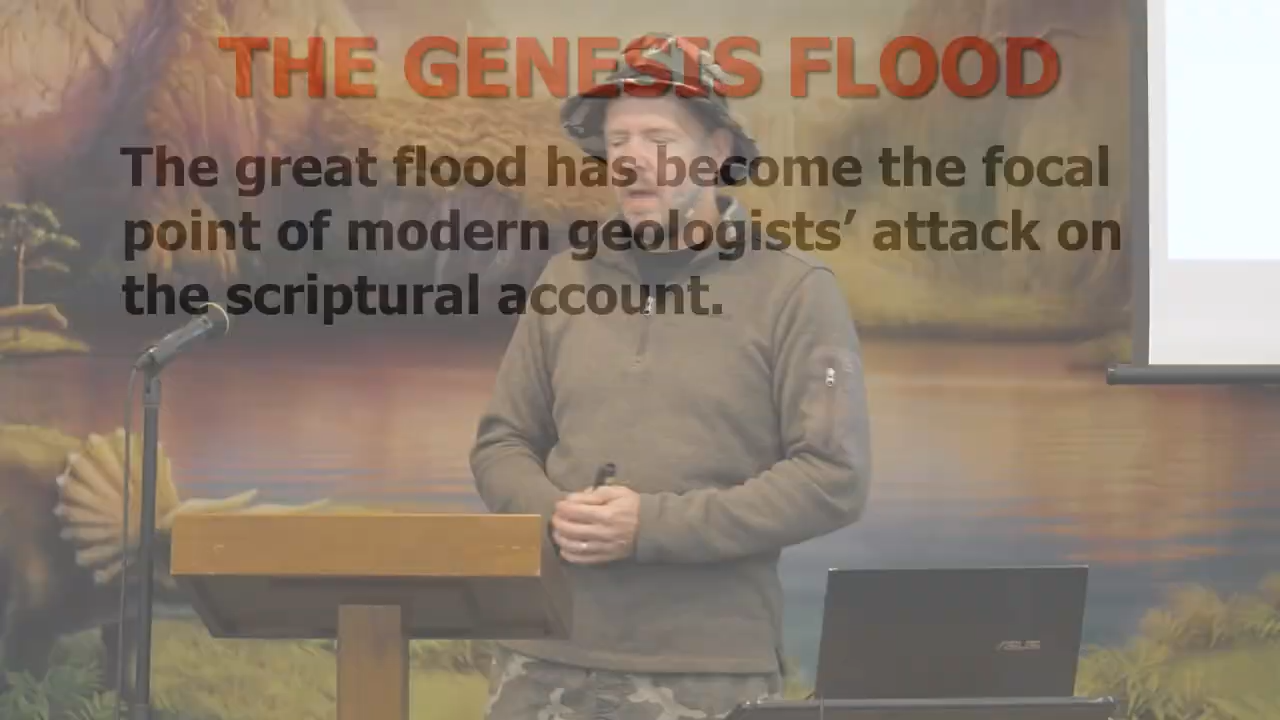 THE GENESIS FLOOD
The great flood has become the focal
point of modern geologists’ attack on
the scriptural account.
ASUS